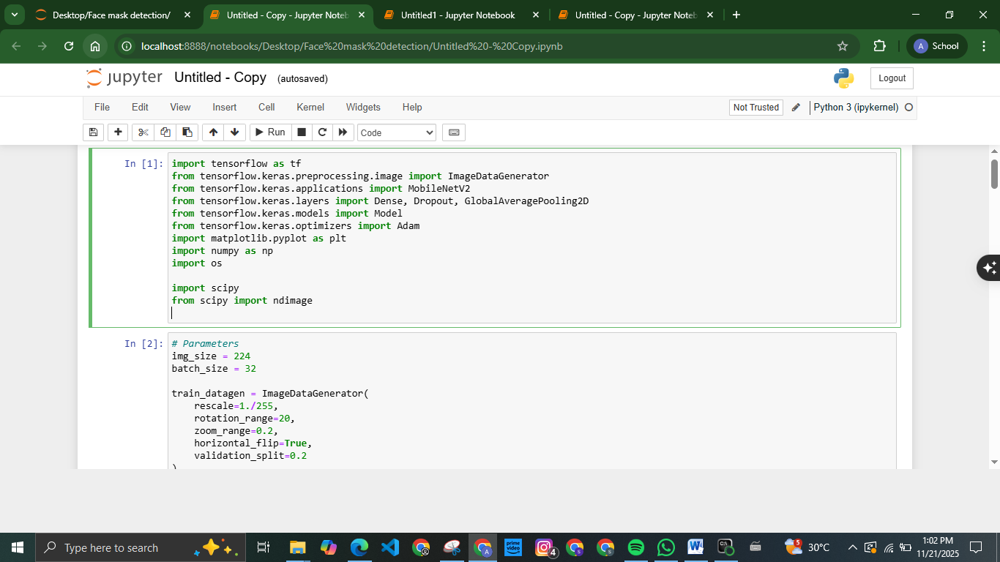 Desktop/Face mask detection/
Untitled - Copy - Jupyter Noteb
Untitled1 - Jupyter Notebook
Untitled - Copy - Jupyter Noteb
localhost:8888/notebooks/Desktop/Face%20mask%20detection/Untitled%20-%20Copy.ipynb
A School
jupyter Untitled - Copy (autosaved)
Logout
File Edit View Insert Cell Kernel Widgets Help
Not Trusted
Python 3 (ipykernel)
Run
Code
In [1]:
import tensorflow as tf
from tensorflow.keras.preprocessing.image import ImageDataGenerator
from tensorflow.keras.applications import MobileNetV2
from tensorflow.keras.layers import Dense, Dropout, GlobalAveragePooling2D
from tensorflow.keras.models import Model
from tensorflow.keras.optimizers import Adam
import matplotlib.pyplot as plt
import numpy as np
import os
import scipy
from scipy import ndimage
In [2]:
# Parameters
img_size = 224
batch_size = 32
train_datagen = ImageDataGenerator(
rescale=1./255,
rotation_range=20,
zoom_range=0.2,
horizontal_flip=True,
validation_split=0.2
)
Type here to search
prime video
4
5
30°C
1:02 PM
11/21/2025